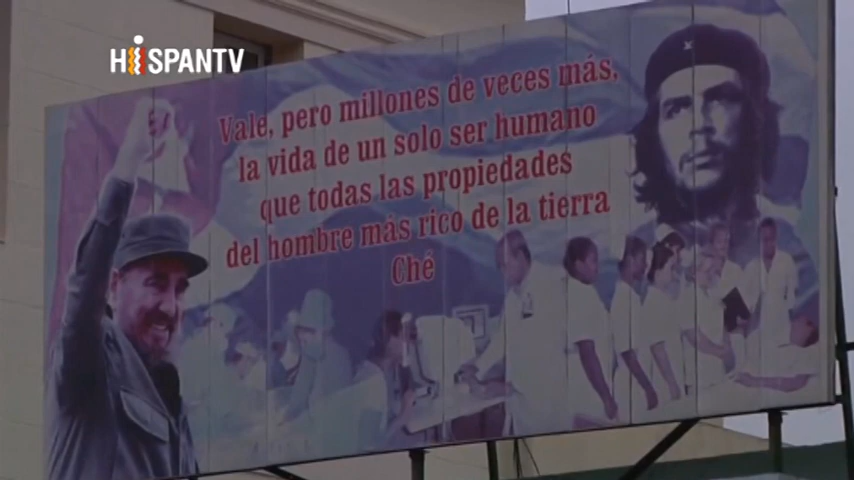 HISPANTV
Vale, pero millones de veces más,
la vida de un solo ser humano
que todas las propiedades
del hombre más rico de la tierra
Ché